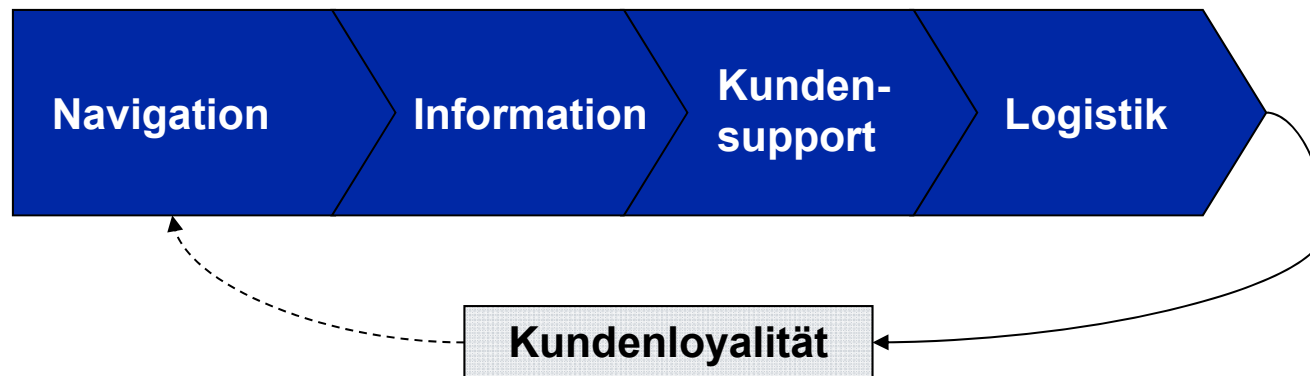 Navigation
Information
Kunden-
support
Logistik
Kundenloyalität